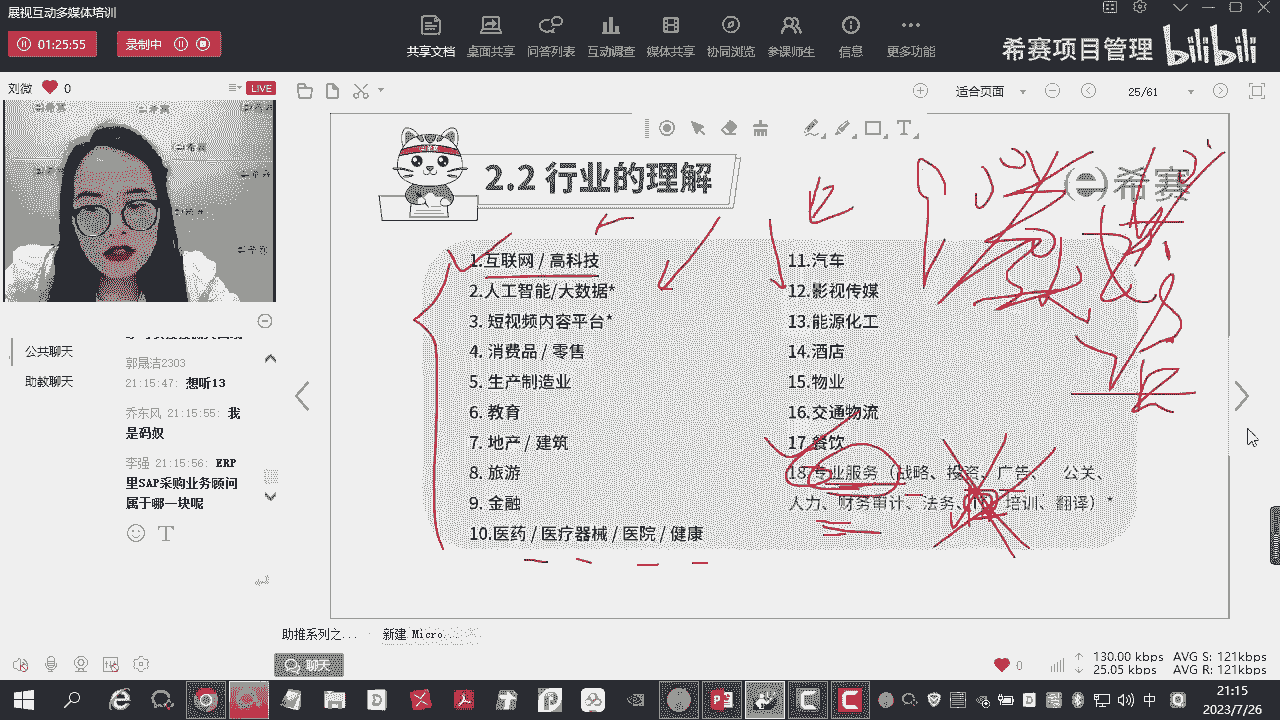 展视互动多媒体培训
01:25:55
录制中
共享文档
桌面共享
问答列表
互动调查
媒体共享
协同浏览
参课师生
信息
更多功能
希赛项目管理 bilibili
刘微 0
LIVE
适合页面
25/61
2.2 行业的理解
希赛
1.互联网 / 高科技
2.人工智能/大数据*
3. 短视频内容平台*
4. 消费品 / 零售
5. 生产制造业
6. 教育
7. 地产 / 建筑
8. 旅游
9. 金融
10.医药 / 医疗器械 / 医院 / 健康
11.汽车
12.影视传媒
13.能源化工
14.酒店
15.物业
16.交通物流
17.餐饮
18.专业服务（战略、投资、广告、 公关、
人力、财务审计、法务、 培训、翻译）*
公共聊天
助教聊天
郭晟洁2303
21:15:47: 想听13
乔东风 21:15:55: 我
是码奴
李强 21:15:56: ERP
里SAP采购业务顾问
属于哪一块呢
助推系列之...
新建 Micro...
聊天
0
130.00 kbps AVG S: 121kbps
25.05 kbps AVG R: 121kbps
中
21:15
2023/7/26